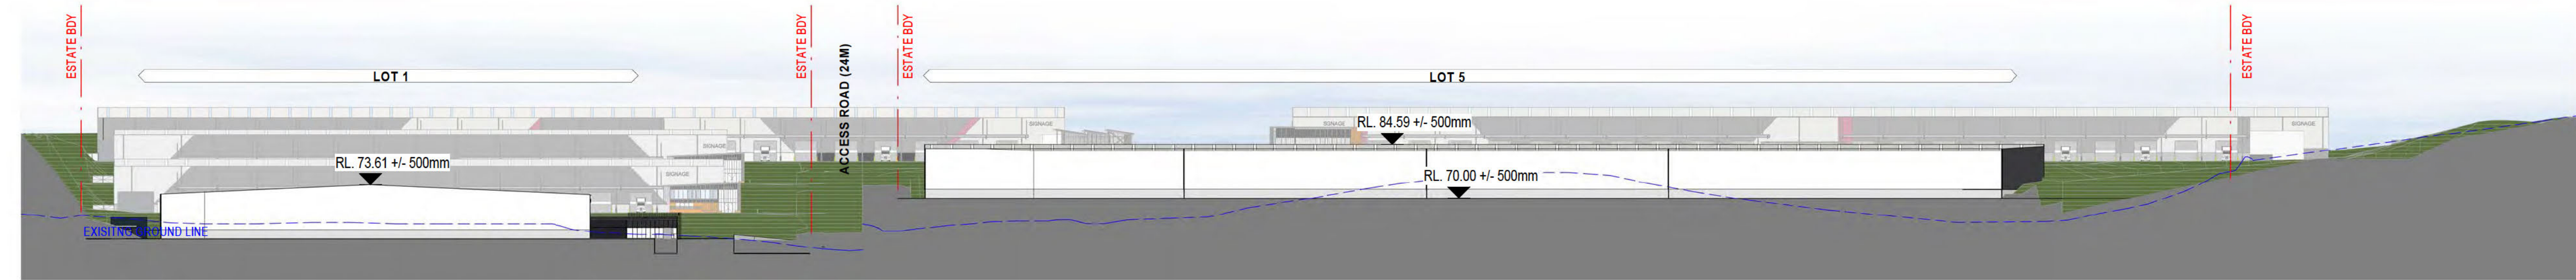 ESTATE BDY
LOT 1
ESTATE BDY
ACCESS ROAD (24M)
ESTATE BDY
LOT 5
ESTATE BDY
SIGNAGE
SIGNAGE
RL. 84.59 +/- 500mm
SIGNAGE
SIGNAGE
RL. 73.61 +/- 500mm
SIGNAGE
RL. 70.00 +/- 500mm
EXISITNG GROUND LINE